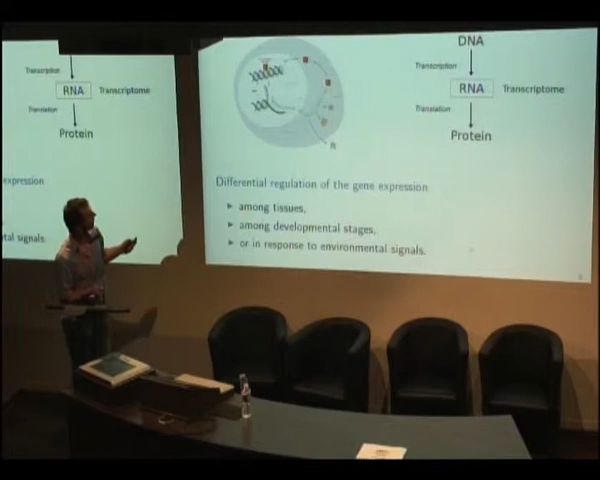 Transcription
RNA Transcriptome
Translation
Protein
expression
tal signals.
DNA
Transcription
RNA Transcriptome
Translation
Protein
Differential regulation of the gene expression
► among tissues,
► among developmental stages,
► or in response to environmental signals.